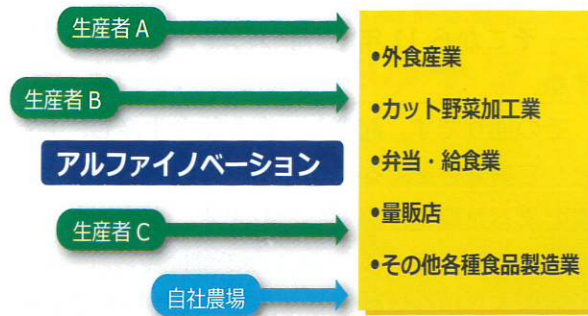 生産者 A
生産者 B
アルファイノベーション
生産者 C
自社農場
•外食産業
•カット野菜加工業
•弁当・給食業
•量販店
•その他各種食品製造業